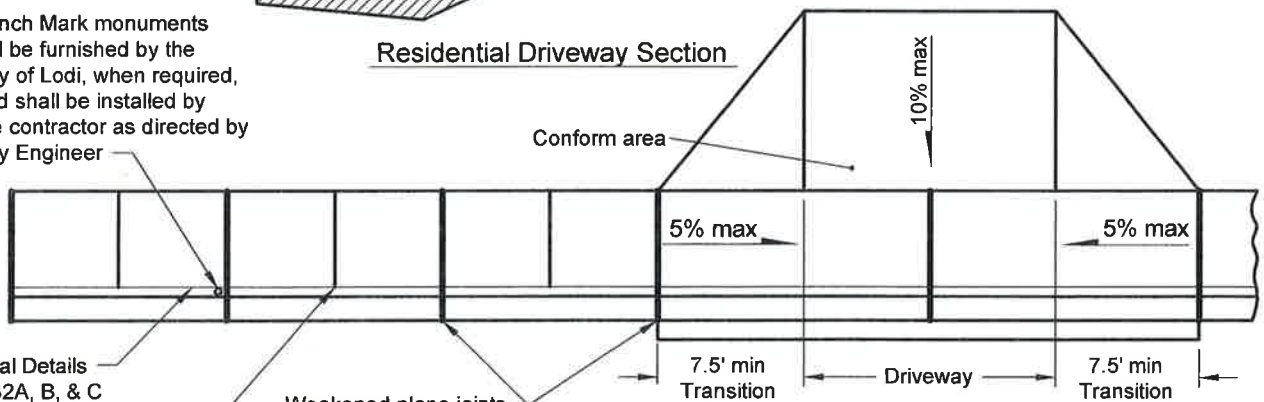 nch Mark monuments
l be furnished by the
y of Lodi, when required,
d shall be installed by
e contractor as directed by
y Engineer
Residential Driveway Section
10% max
Conform area
5% max
5% max
al Details
2A, B, & C
7.5' min
Transition
Driveway
7.5' min
Transition
Weakened plane joints